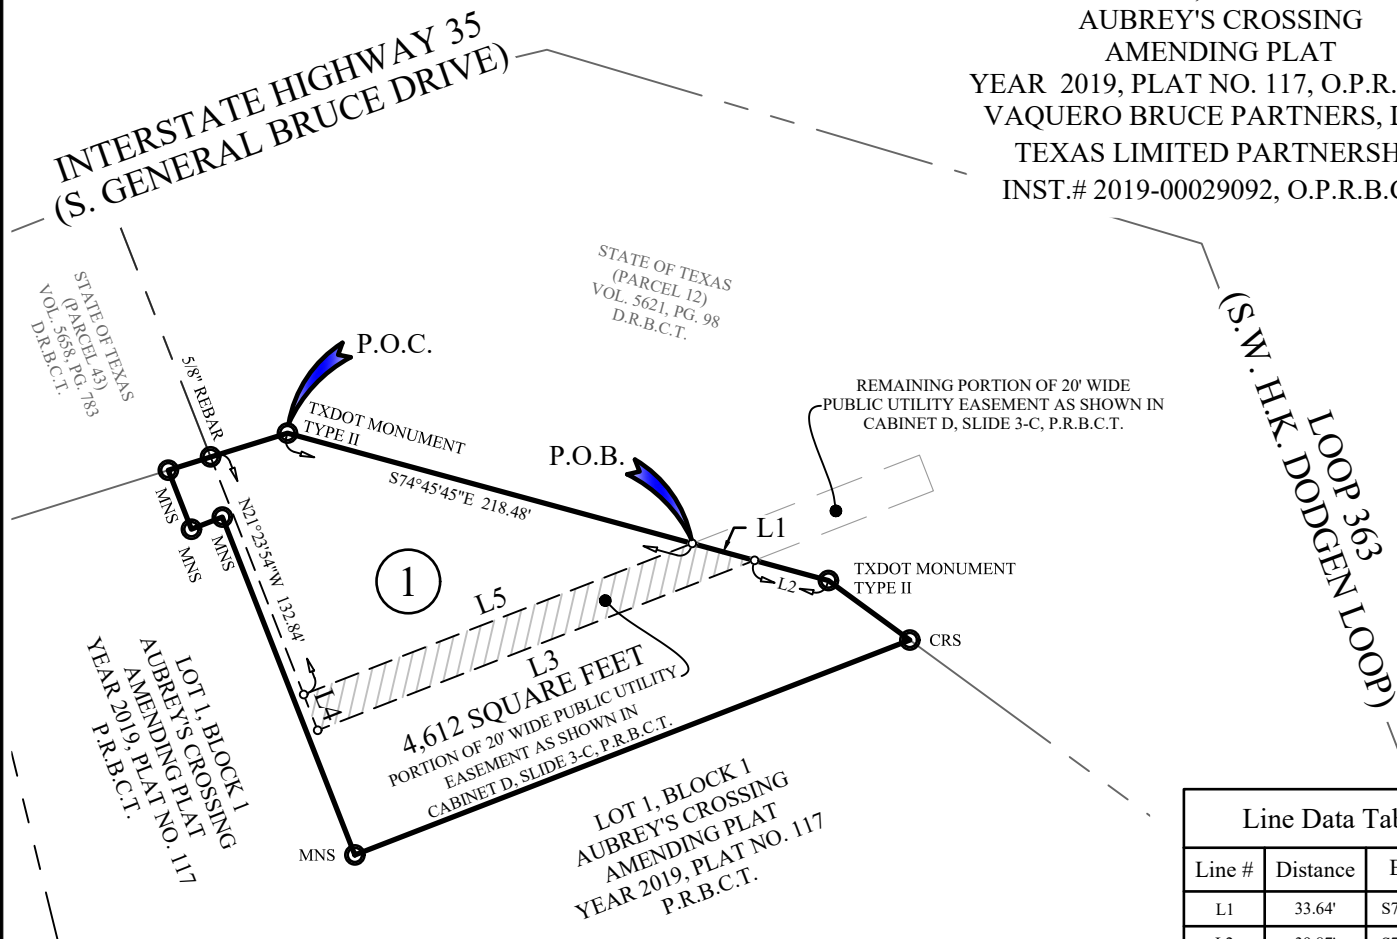 INTERSTATE HIGHWAY 35
(S. GENERAL BRUCE DRIVE)
AUBREY'S CROSSING
AMENDING PLAT
YEAR 2019, PLAT NO. 117, O.P.R.
VAQUERO BRUCE PARTNERS,
TEXAS LIMITED PARTNERSH
INST.# 2019-00029092, O.P.R.B.C
STATE OF TEXAS
(PARCEL 43)
VOL. 5658, PG. 783
D.R.B.C.T.
STATE OF TEXAS
(PARCEL 12)
VOL. 5621, PG. 98
D.R.B.C.T.
LOOP 363
(S.W. H.K. DODGEN LOOP)
5/8" REBAR
P.O.C.
TXDOT MONUMENT
TYPE II
S74°45'45"E 218.48'
P.O.B.
REMAINING PORTION OF 20' WIDE
PUBLIC UTILITY EASEMENT AS SHOWN IN
CABINET D, SLIDE 3-C, P.R.B.C.T.
L1
L2
TXDOT MONUMENT
TYPE II
CRS
MNS
MNS
MNS
N21°23'54"W 132.84'
1
L5
L3
L4
4,612 SQUARE FEET
PORTION OF 20' WIDE PUBLIC UTILITY
EASEMENT AS SHOWN IN
CABINET D, SLIDE 3-C, P.R.B.C.T.
LOT 1, BLOCK 1
AUBREY'S CROSSING
AMENDING PLAT
YEAR 2019, PLAT NO. 117
P.R.B.C.T.
MNS
LOT 1, BLOCK 1
AUBREY'S CROSSING
AMENDING PLAT
YEAR 2019, PLAT NO. 117
P.R.B.C.T.
Line Data Tab
Line # Distance
L1 33.64' S7